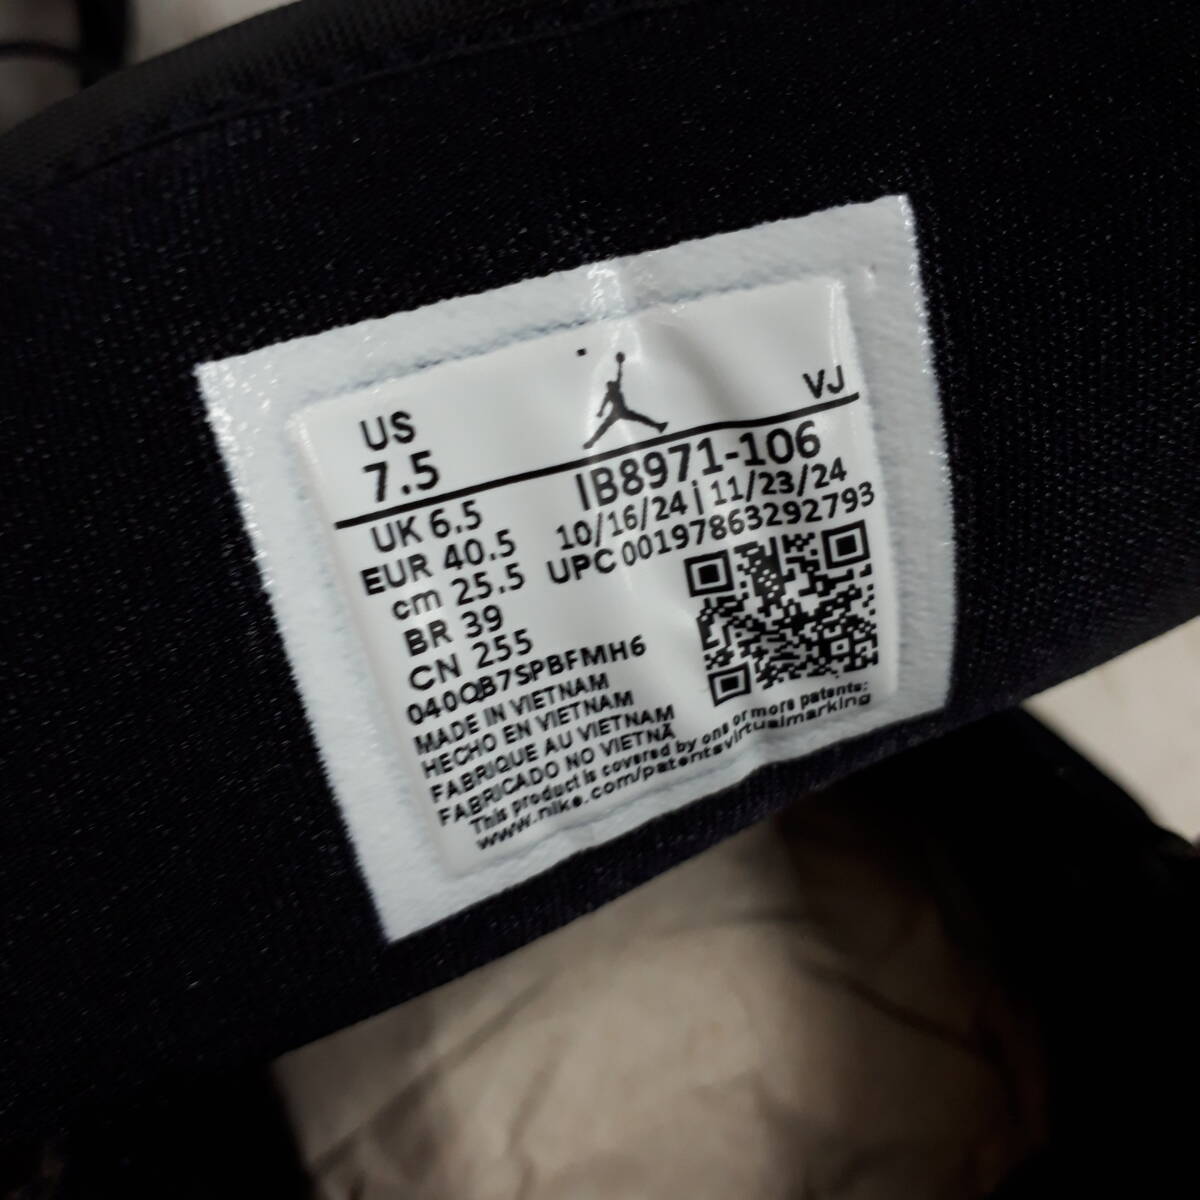 US
7.5
VJ
UK 6.5
EUR 40.5
cm 25.5
BR 39
CN 255
IB8971-106
10/16/24 | 11/23/24
UPC 00197863292793
040QB7SPBFMH6
MADE IN VIETNAM
HECHO EN VIETNAM
FABRIQUE AU VIETNAM
FABRICADO NO VIETNÃ
This product is covered by one or more patents:
www.nike.com/patentsvirtualmarking